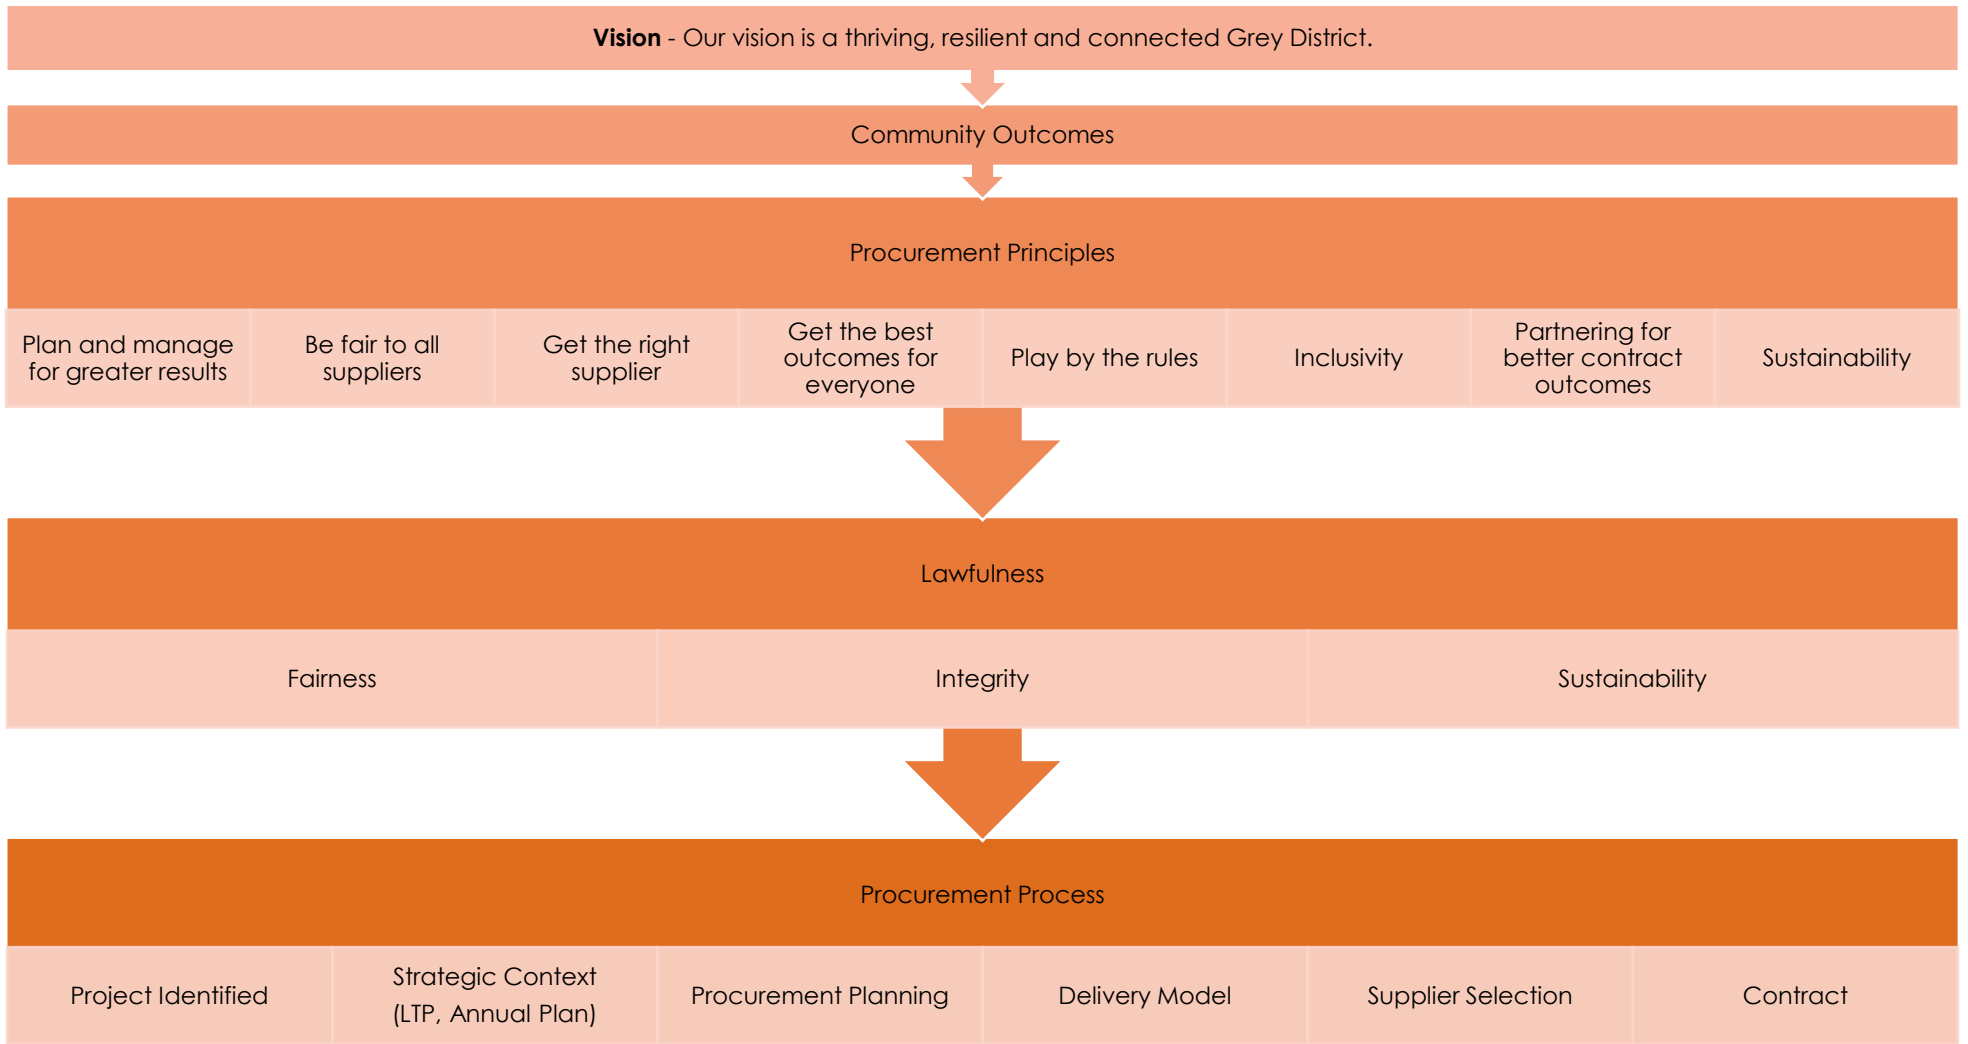 Vision - Our vision is a thriving, resilient and connected Grey District.
Community Outcomes
Procurement Principles
Plan and manage
for greater results
Be fair to all
suppliers
Get the right
supplier
Get the best
outcomes for
everyone
Play by the rules
Inclusivity
Partnering for
better contract
outcomes
Sustainability
Lawfulness
Fairness
Integrity
Sustainability
Procurement Process
Project Identified
Strategic Context
(LTP, Annual Plan)
Procurement Planning
Delivery Model
Supplier Selection
Contract